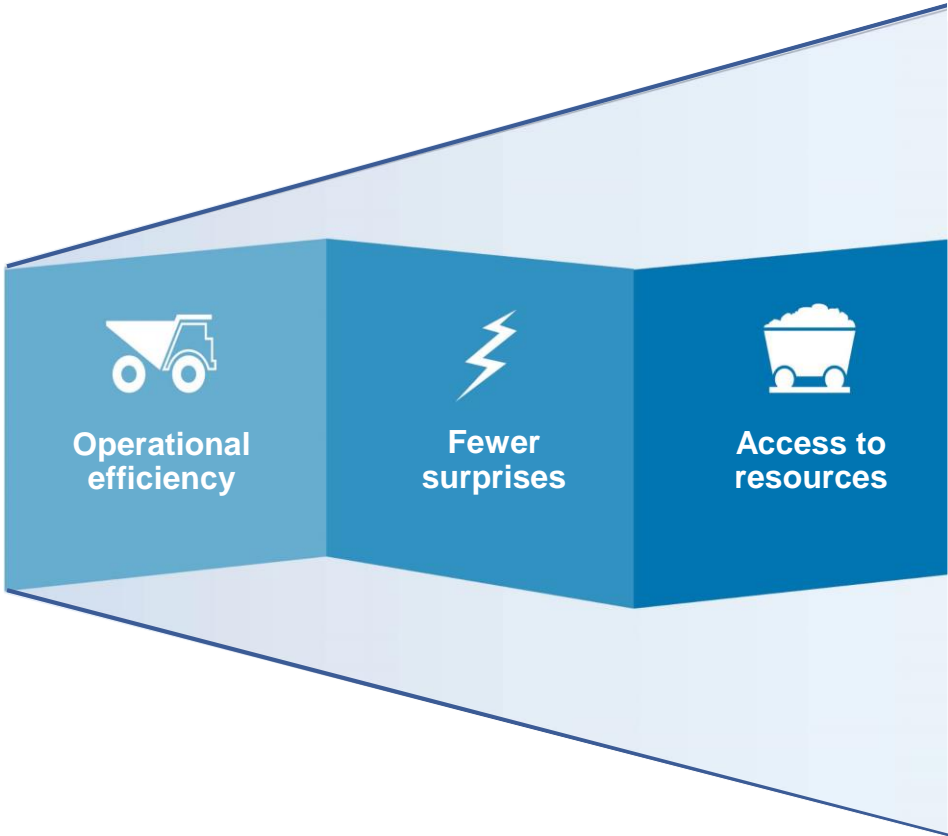 Operational
efficiency
Fewer
surprises
Access to
resources